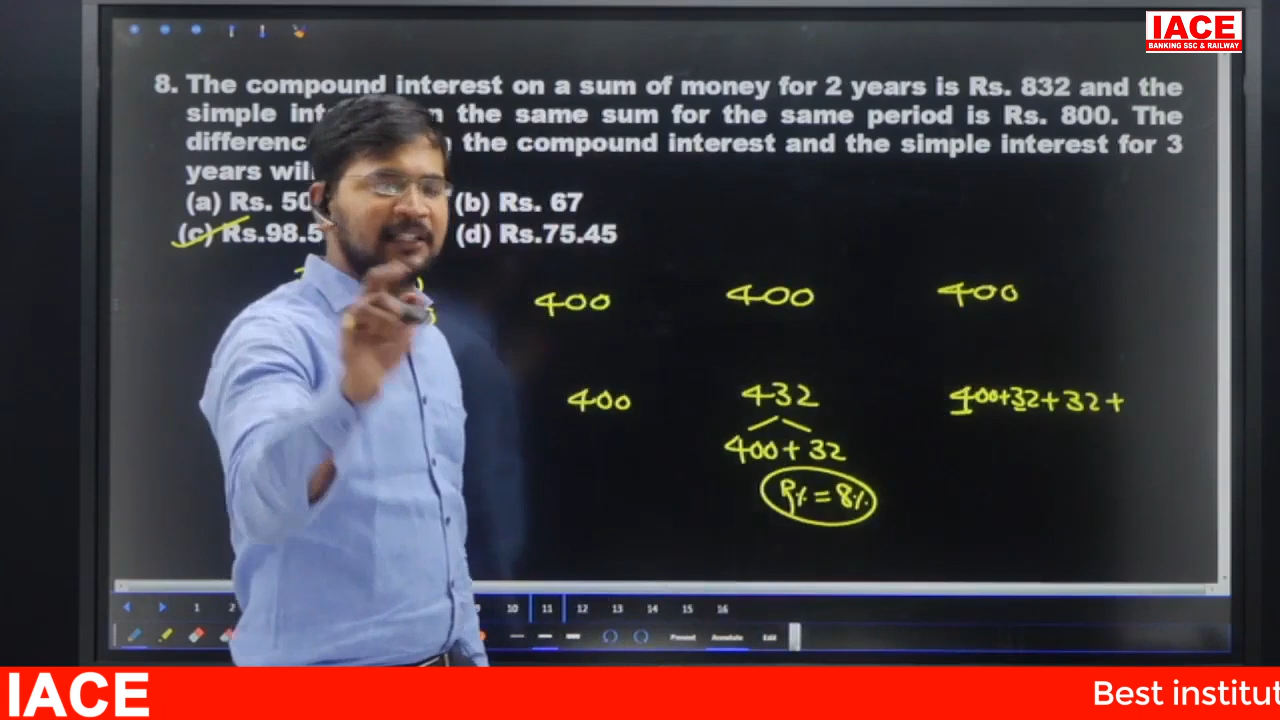 IACE
BANKING SSC & RAILWAY
8. The compound interest on a sum of money for 2 years is Rs. 832 and the
simple int n the same sum for the same period is Rs. 800. The
differenc the compound interest and the simple interest for 3
years wil
(a) Rs. 50 (b) Rs. 67
(c) Rs.98.5 (d) Rs.75.45
400 400 400
400 432 400+32+32+
400+32
R% = 8%
1 2 10 11 12 13 14 15 16
Present Annotate Edit
IACE
Best institut